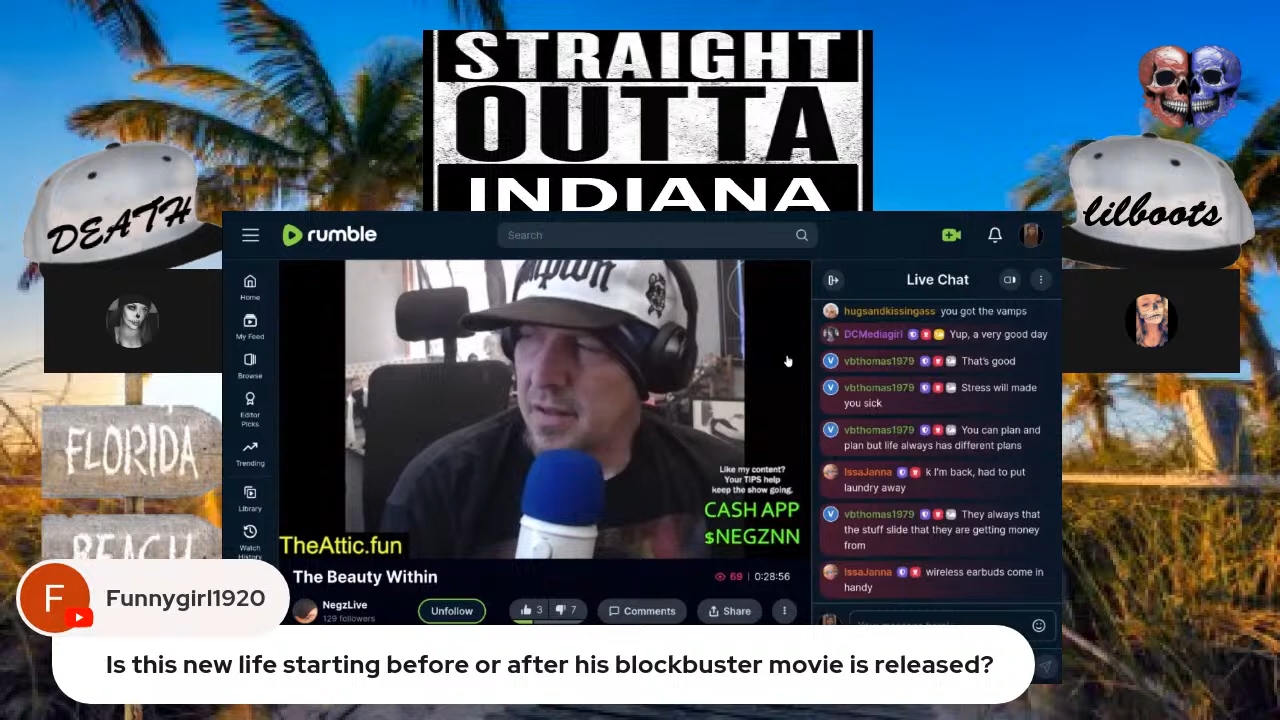 STRAIGHT
OUTTA
INDIANA
DEATH
lilboots
rumble
Search
Home
My Feed
Browse
Editor
Picks
Trending
Library
Watch
History
Live Chat
hugsandkissingass you got the vamps
DCMediagirl Yup, a very good day
vbthomas1979 That's good
vbthomas1979 Stress will made
you sick
vbthomas1979 You can plan and
plan but life always has different plans
IssaJanna k I'm back, had to put
laundry away
vbthomas1979 They always that
the stuff slide that they are getting money
from
IssaJanna wireless earbuds come in
handy
Like my content?
Your TIPS help
keep the show going.
CASH APP
$NEGZNN
TheAttic.fun
The Beauty Within
69 0:28:56
NegzLive
129 followers
Unfollow
3
7
Comments
Share
FLORIDA
BEACH
F
Funnygirl1920
Is this new life starting before or after his blockbuster movie is released?